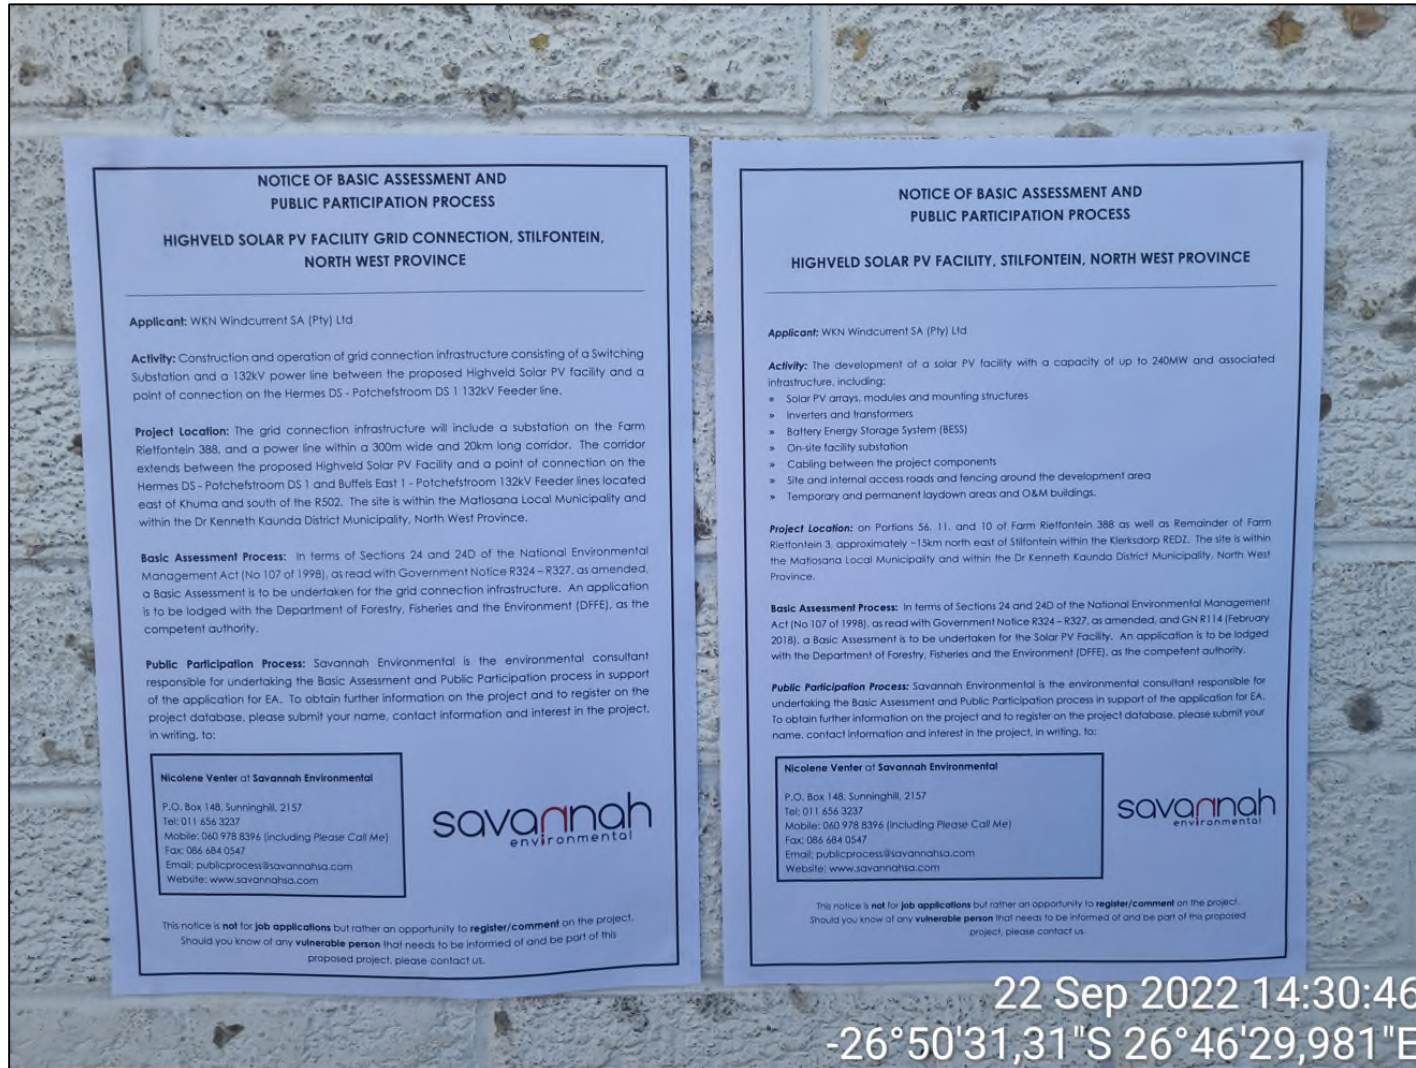 NOTICE OF BASIC ASSESSMENT AND
PUBLIC PARTICIPATION PROCESS
HIGHVELD SOLAR PV FACILITY GRID CONNECTION, STILFONTEIN,
NORTH WEST PROVINCE
Applicant: WKN Windcurrent SA (Pty) Ltd
Activity: Construction and operation of grid connection infrastructure consisting of a Switching
Substation and a 132kV power line between the proposed Highveld Solar PV facility and a
point of connection on the Hermes DS - Potchefstroom DS 1 132kV Feeder line.
Project Location: The grid connection infrastructure will include a substation on the Farm
Rietfontein 388, and a power line within a 300m wide and 20km long corridor. The corridor
extends between the proposed Highveld Solar PV Facility and a point of connection on the
Hermes DS - Potchefstroom DS 1 and Buffels East 1 - Potchefstroom 132kV Feeder lines located
east of Khuma and south of the R502. The site is within the Matlosana Local Municipality and
within the Dr Kenneth Kaunda District Municipality, North West Province.
Basic Assessment Process: In terms of Sections 24 and 24D of the National Environmental
Management Act (No 107 of 1998), as read with Government Notice R324 – R327, as amended,
a Basic Assessment is to be undertaken for the grid connection infrastructure. An application
is to be lodged with the Department of Forestry, Fisheries and the Environment (DFFE), as the
competent authority.
Public Participation Process: Savannah Environmental is the environmental consultant
responsible for undertaking the Basic Assessment and Public Participation process in support
of the application for EA. To obtain further information on the project and to register on the
project database, please submit your name, contact information and interest in the project,
in writing, to:
Nicolene Venter at Savannah Environmental
P.O. Box 148, Sunninghill, 2157
Tel: 011 656 3237
Mobile: 060 978 8396 (including Please Call Me)
Fax: 086 684 0547
Email: publicprocess@savannahsa.com
Website: www.savannahsa.com
savannah
environmental
This notice is not for job applications but rather an opportunity to register/comment on the project.
Should you know of any vulnerable person that needs to be informed of and be part of this
proposed project, please contact us.
NOTICE OF BASIC ASSESSMENT AND
PUBLIC PARTICIPATION PROCESS
HIGHVELD SOLAR PV FACILITY, STILFONTEIN, NORTH WEST PROVINCE
Applicant: WKN Windcurrent SA (Pty) Ltd
Activity: The development of a solar PV facility with a capacity of up to 240MW and associated
infrastructure, including:
» Solar PV arrays, modules and mounting structures
» Inverters and transformers
» Battery Energy Storage System (BESS)
» On-site facility substation
» Cabling between the project components
» Site and internal access roads and fencing around the development area
» Temporary and permanent laydown areas and O&M buildings.
Project Location: on Portions 56, 11, and 10 of Farm Rietfontein 388 as well as Remainder of Farm
Rietfontein 3, approximately ~15km north east of Stilfontein within the Klerksdorp REDZ. The site is within
the Matlosana Local Municipality and within the Dr Kenneth Kaunda District Municipality, North West
Province.
Basic Assessment Process: In terms of Sections 24 and 24D of the National Environmental Management
Act (No 107 of 1998), as read with Government Notice R324 – R327, as amended, and GN R114 (February
2018), a Basic Assessment is to be undertaken for the Solar PV Facility. An application is to be lodged
with the Department of Forestry, Fisheries and the Environment (DFFE), as the competent authority.
Public Participation Process: Savannah Environmental is the environmental consultant responsible for
undertaking the Basic Assessment and Public Participation process in support of the application for EA.
To obtain further information on the project and to register on the project database, please submit your
name, contact information and interest in the project, in writing, to:
Nicolene Venter at Savannah Environmental
P.O. Box 148, Sunninghill, 2157
Tel: 011 656 3237
Mobile: 060 978 8396 (including Please Call Me)
Fax: 086 684 0547
Email: publicprocess@savannahsa.com
Website: www.savannahsa.com
savannah
environmental
This notice is not for job applications but rather an opportunity to register/comment on the project.
Should you know of any vulnerable person that needs to be informed of and be part of this proposed
project, please contact us
22 Sep 2022 14:30:46
-26°50'31,31"S 26°46'29,981"E